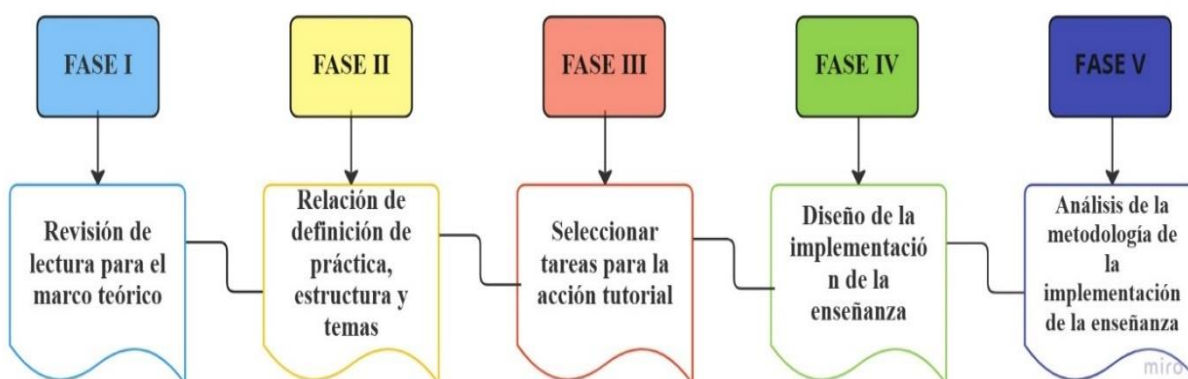 FASE I
FASE II
FASE III
FASE IV
FASE V
Revisión de
lectura para el
marco teórico
Relación de
definición de
práctica,
estructura y
temas
Seleccionar
tareas para la
acción tutorial
Diseño de la
implementació
n de la
enseñanza
Análisis de la
metodología de
la
implementación
de la enseñanza
miro